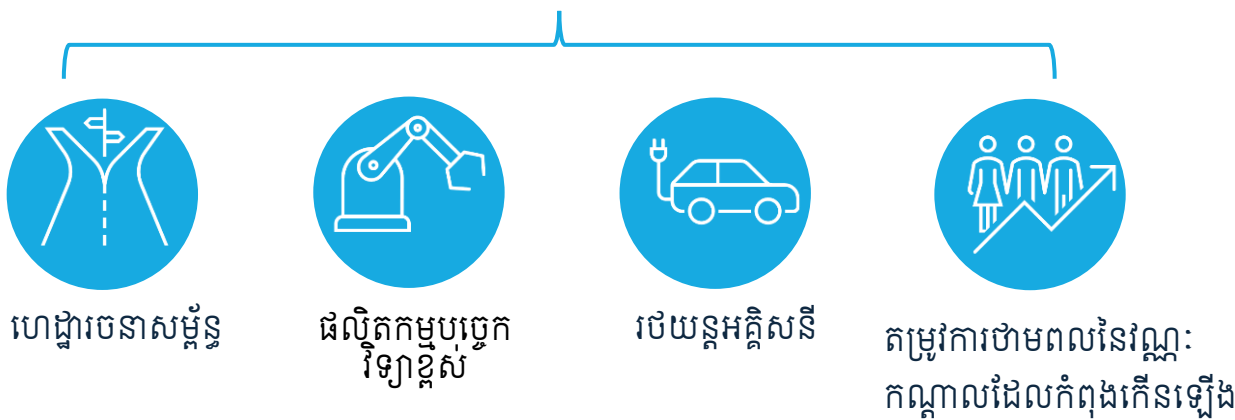 ហេដ្ឋារចនាសម្ព័ន្ធ
ផលិតកម្មបច្ចេក
វិទ្យាខ្ពស់
រថយន្តអគ្គិសនី
តម្រូវការថាមពលនៃវណ្ណៈ
កណ្តាលដែលកំពុងកើនឡើង